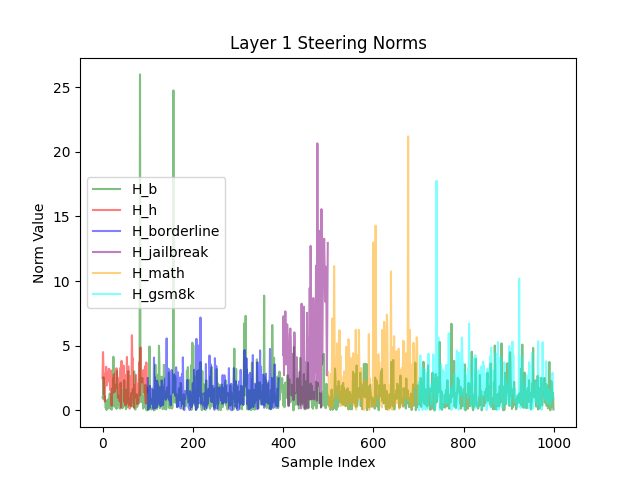 Layer 1 Steering Norms
25
20
15
10
5
0
Norm Value
H_b
H_h
H_borderline
H_jailbreak
H_math
H_gsm8k
0 200 400 600 800 1000
Sample Index